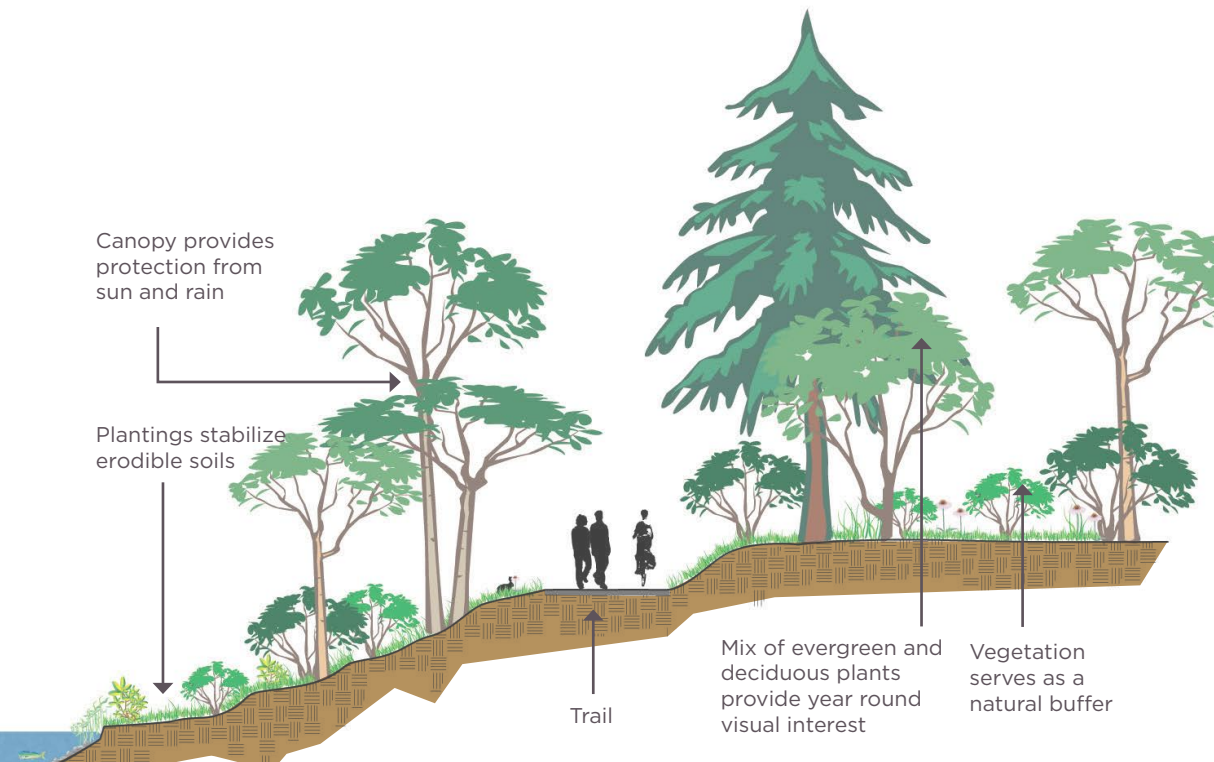 Canopy provides
protection from
sun and rain
Plantings stabilize
erodible soils
Trail
Mix of evergreen and
deciduous plants
provide year round
visual interest
Vegetation
serves as a
natural buffer